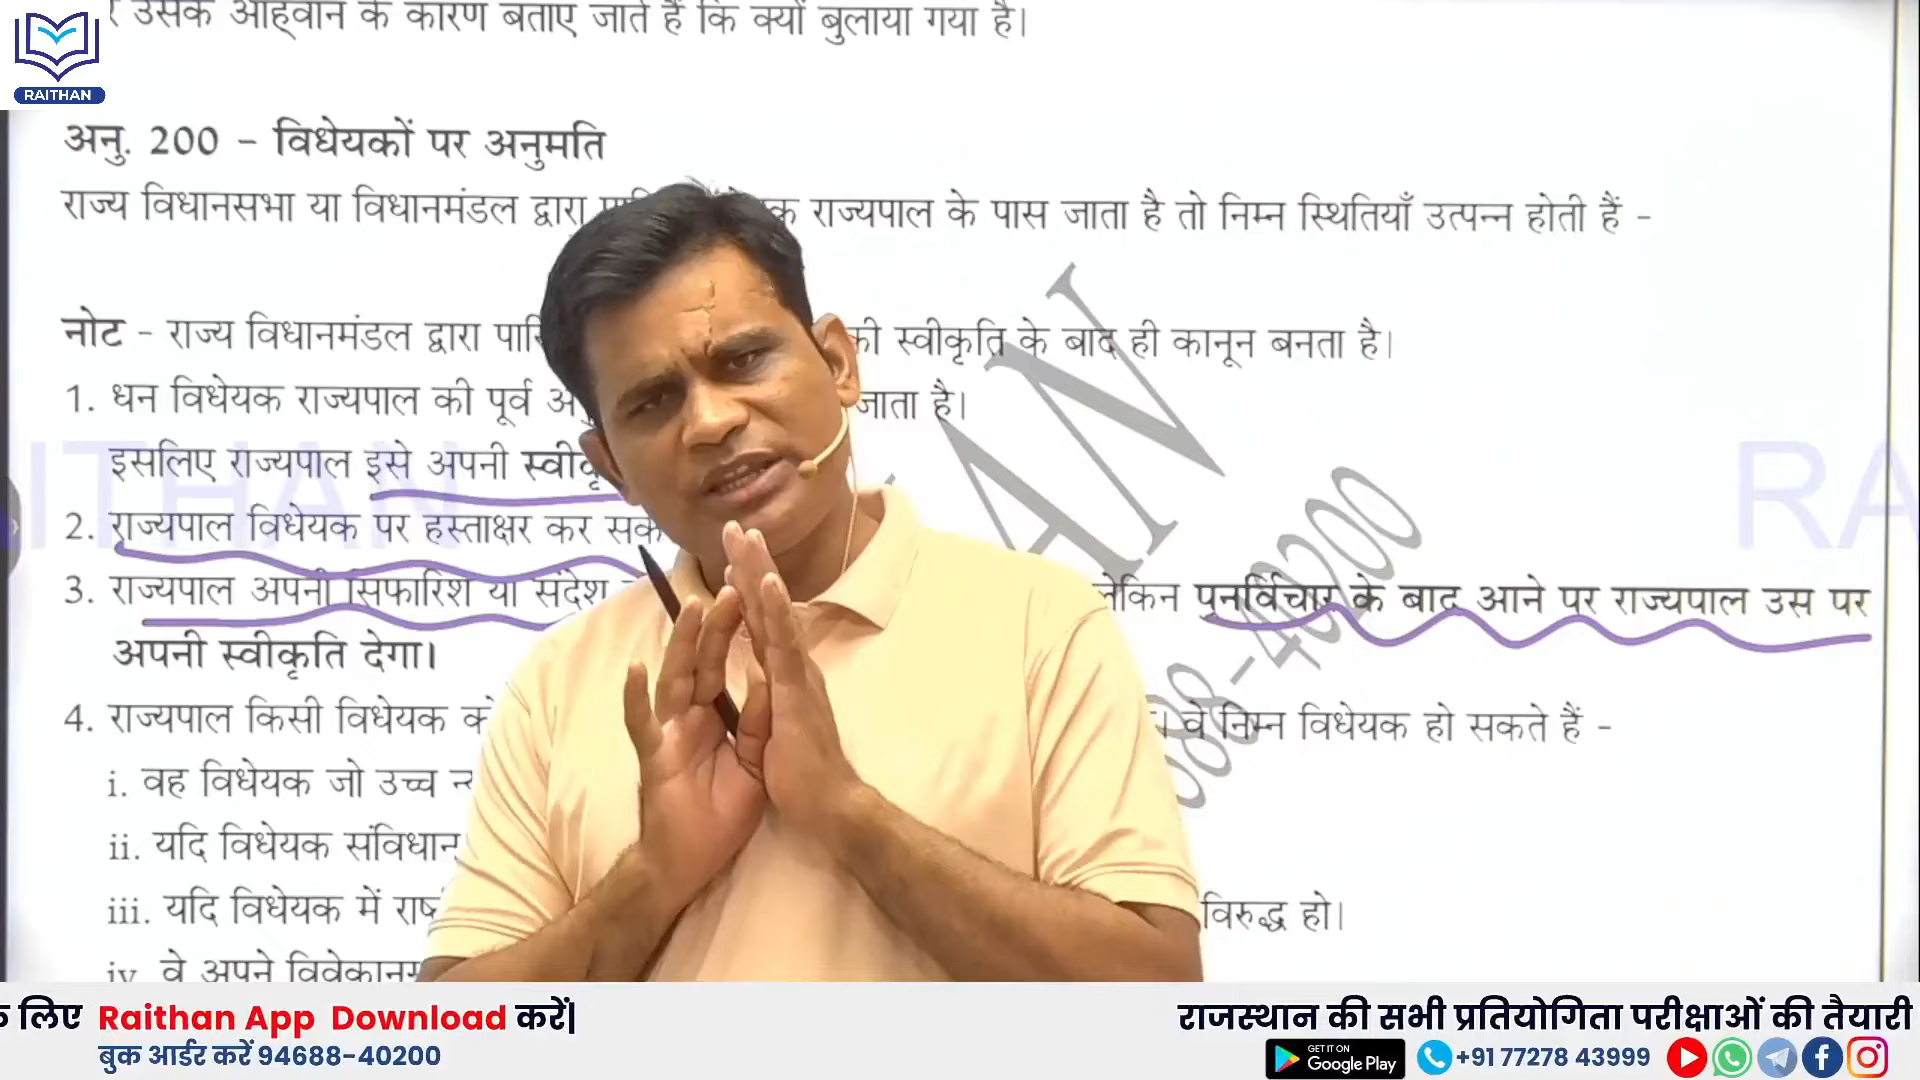 उसके आह्वान के कारण बताए जाते हैं कि क्यों बुलाया गया है।
RAITHAN
अनु. 200 - विधेयकों पर अनुमति
राज्य विधानसभा या विधानमंडल द्वारा राज्यपाल के पास जाता है तो निम्न स्थितियाँ उत्पन्न होती हैं -
नोट - राज्य विधानमंडल द्वारा की स्वीकृति के बाद ही कानून बनता है।
1. धन विधेयक राज्यपाल की पूर्व जाता है।
इसलिए राज्यपाल इसे अपनी
2. राज्यपाल विधेयक पर हस्ताक्षर कर
3. राज्यपाल अपनी सिफारिश या संदेश लेकिन पुनर्विचार के बाद आने पर राज्यपाल उस पर
अपनी स्वीकृति देगा।
4. राज्यपाल किसी विधेयक को वे निम्न विधेयक हो सकते हैं -
i. वह विधेयक जो उच्च
ii. यदि विधेयक संविधान
iii. यदि विधेयक में विरुद्ध हो।
iv. वे अपने
88-40200
के लिए Raithan App Download करें|
बुक आर्डर करें 94688-40200
राजस्थान की सभी प्रतियोगिता परीक्षाओं की तैयारी
GET IT ON
Google Play
+91 77278 43999